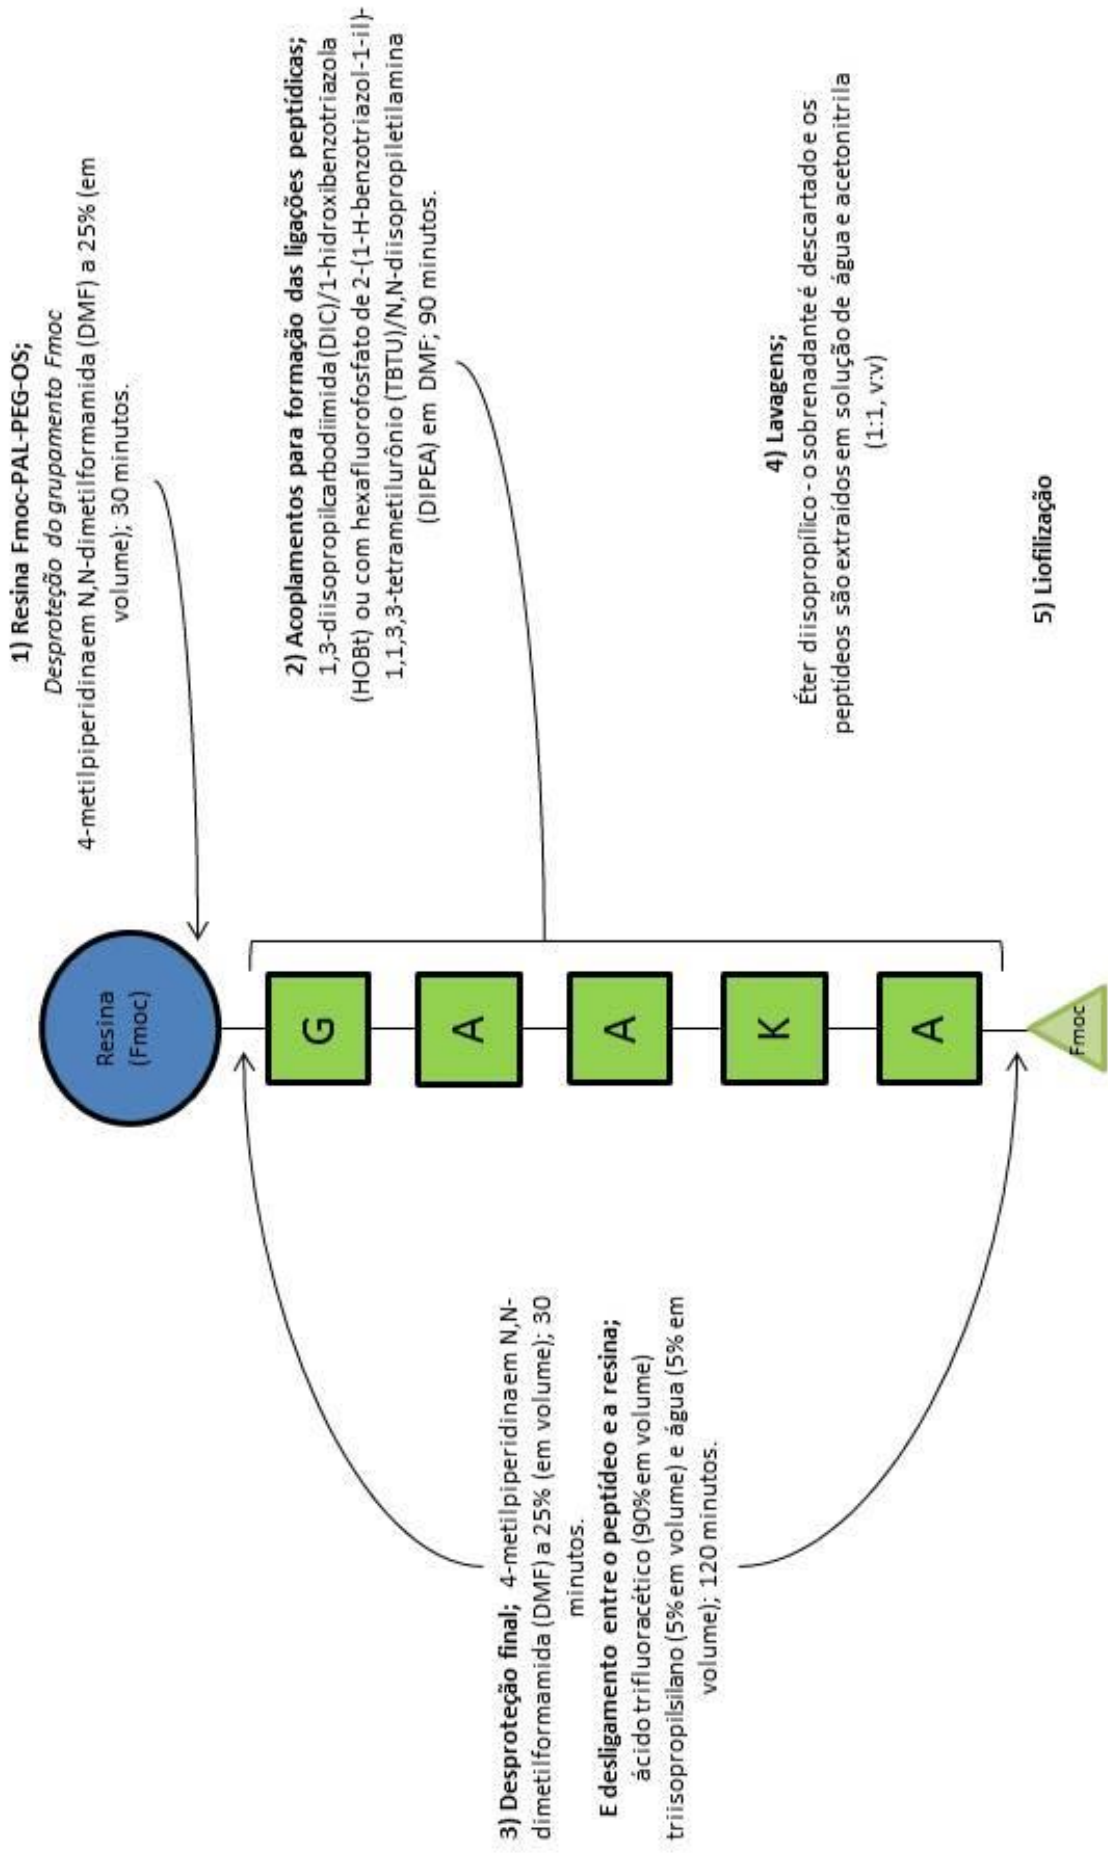 1) Resina Fmoc-PAL-PEG-OS;
Desproteção do grupamento Fmoc
4-metilpiperidina em N,N-dimetilformamida (DMF) a 25% (em
volume); 30 minutos.
2) Acoplamentos para formação das ligações peptídicas;
1,3-diisopropilcarbodiimida (DIC)/1-hidroxibenzotriazola
(HOBt) ou com hexafluorofosfato de 2-(1-H-benzotriazol-1-il)-
1,1,3,3-tetrametilurônio (TBTU)/N,N-diisopropiletilamina
(DIPEA) em DMF; 90 minutos.
4) Lavagens;
Éter diisopropílico - o sobrenadante é descartado e os
peptídeos são extraídos em solução de água e acetonitrila
(1:1, v:v)
5) Liofilização
Resina
(Fmoc)
G
A
A
K
A
Fmoc
3) Desproteção final; 4-metilpiperidina em N,N-
dimetilformamida (DMF) a 25% (em volume); 30
minutos.
E desligamento entre o peptídeo e a resina;
ácido trifluoracético (90% em volume)
triisopropilsilano (5% em volume) e água (5% em
volume); 120 minutos.